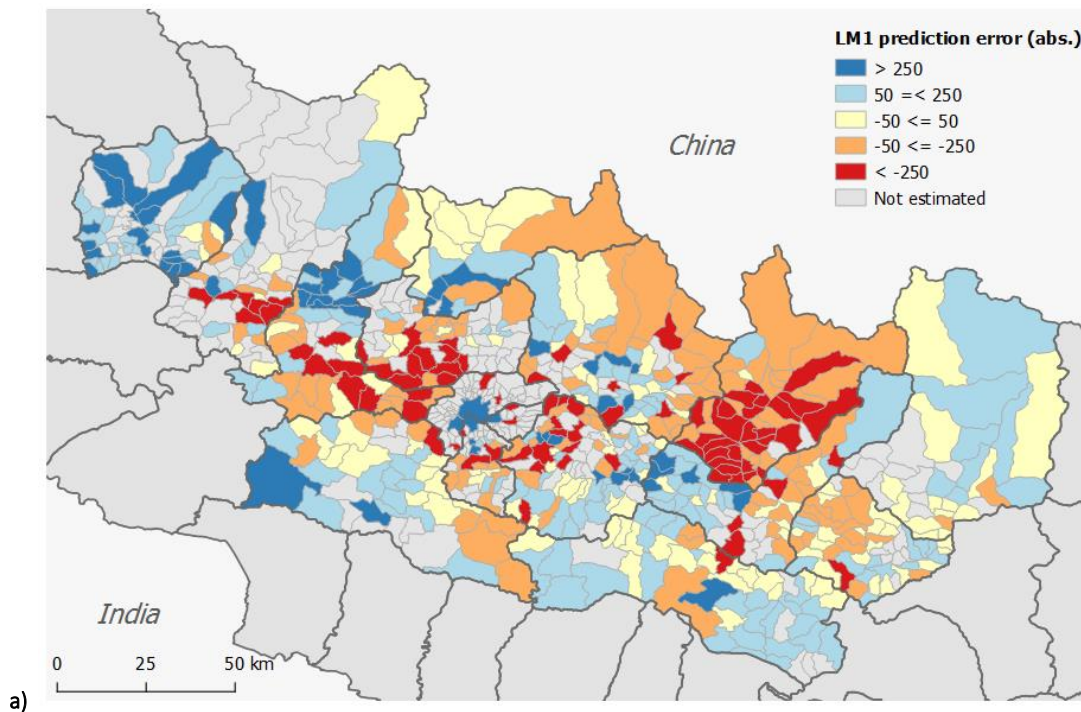 LM1 prediction error (abs.)
> 250
50 =< 250
-50 <= 50
-50 <= -250
< -250
Not estimated
China
India
0 25 50 km
a)